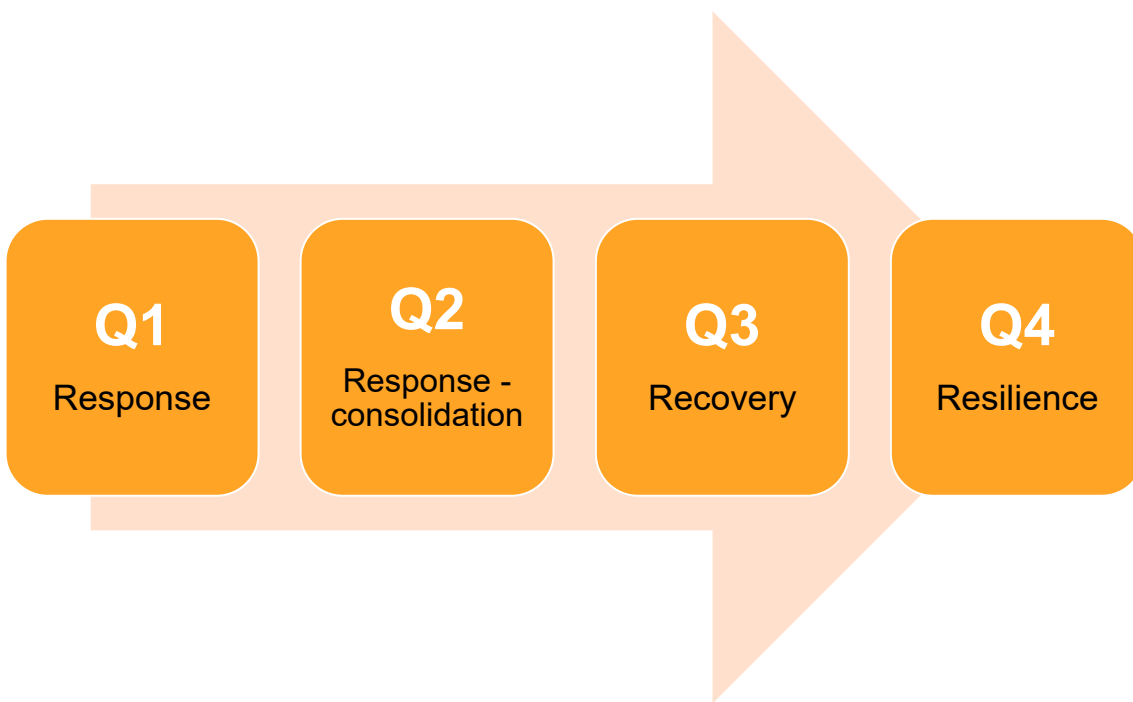 Q1
Response
Q2
Response -
consolidation
Q3
Recovery
Q4
Resilience